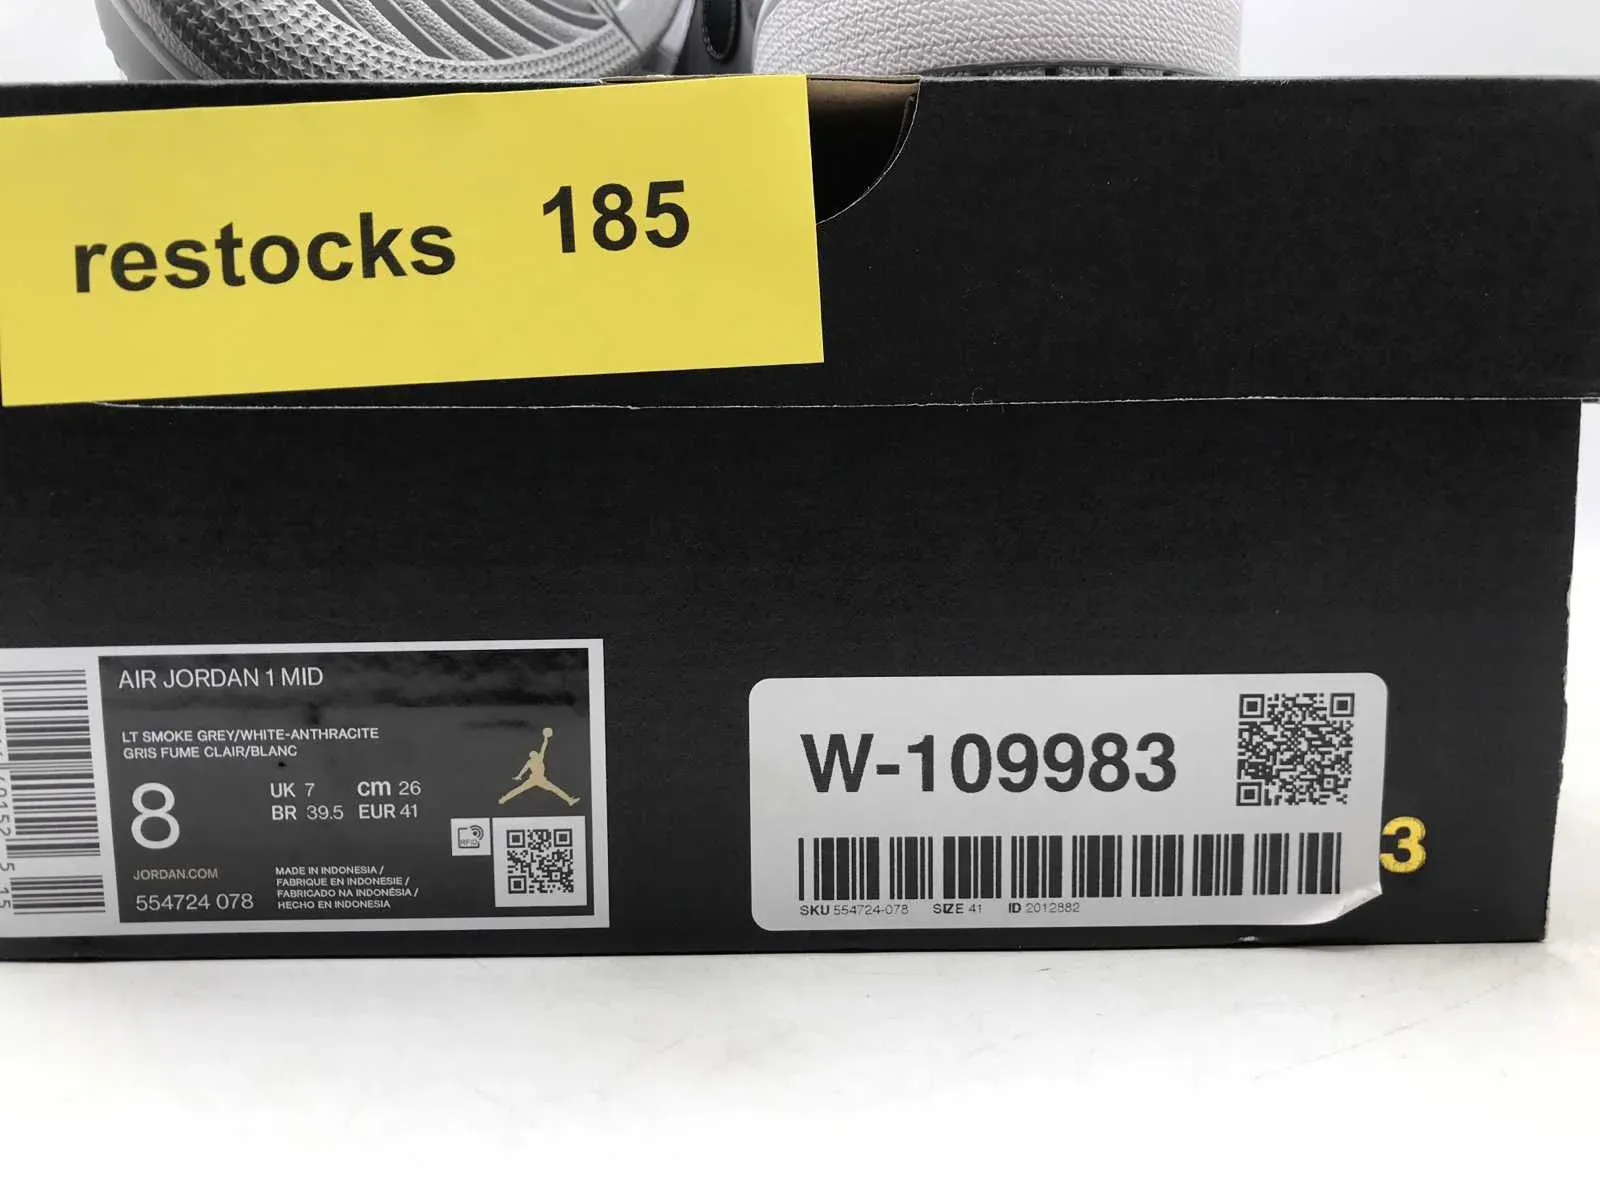 restocks 185
AIR JORDAN 1 MID
LT SMOKE GREY/WHITE-ANTHRACITE
GRIS FUME CLAIR/BLANC
8
UK 7 cm 26
BR 39.5 EUR 41
RFID
JORDAN.COM
554724 078
MADE IN INDONESIA /
FABRIQUE EN INDONESIE /
FABRICADO NA INDONÉSIA /
HECHO EN INDONESIA
W-109983
SKU 554724-078 SIZE 41 ID 2012882
3